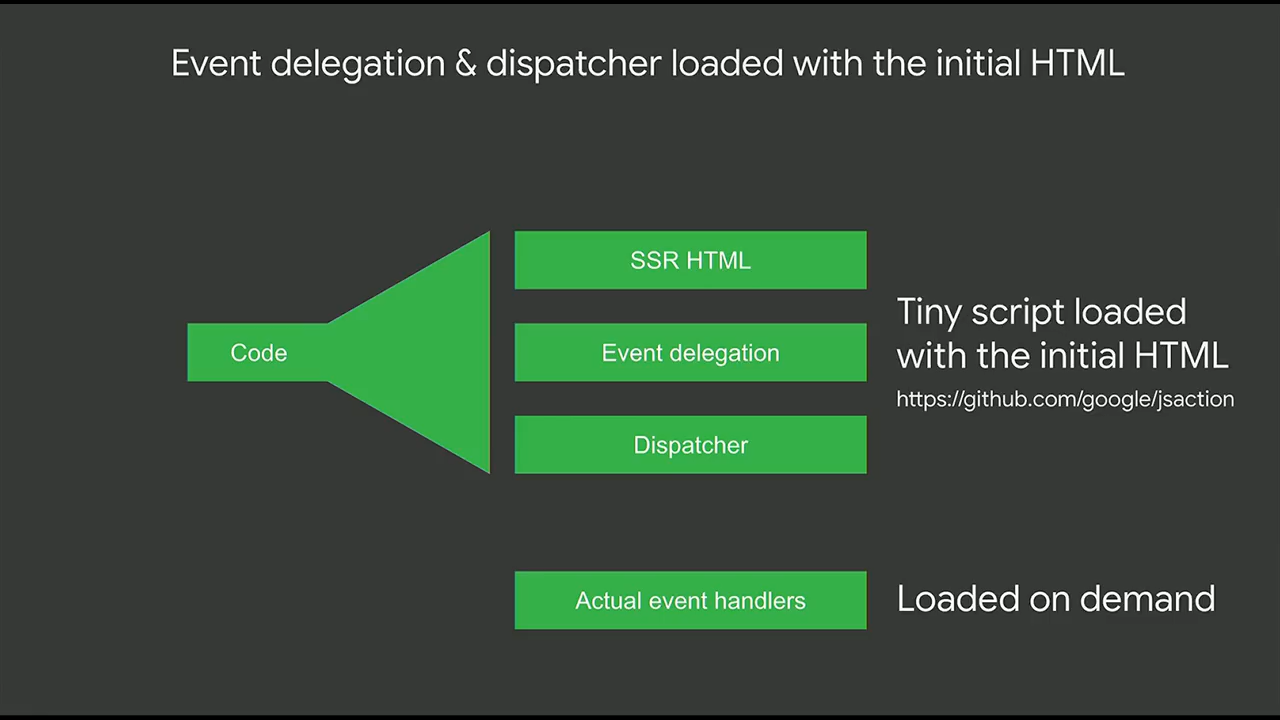 Event delegation & dispatcher loaded with the initial HTML
SSR HTML
Code
Event delegation
Dispatcher
Tiny script loaded
with the initial HTML
https://github.com/google/jsaction
Actual event handlers
Loaded on demand